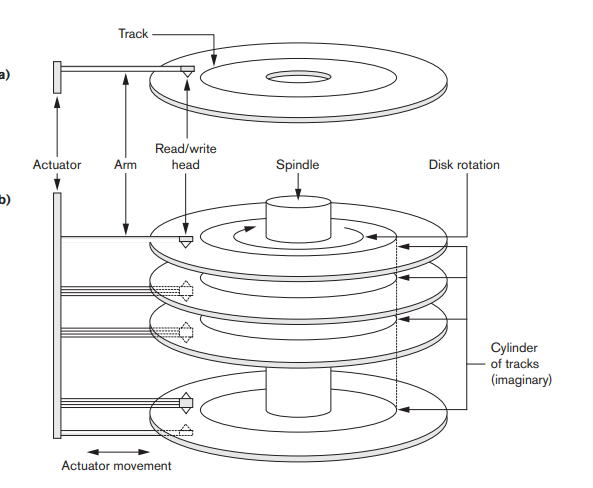 Track
a)
Read/write
head
Actuator
Arm
Spindle
Disk rotation
b)
Cylinder
of tracks
(imaginary)
Actuator movement